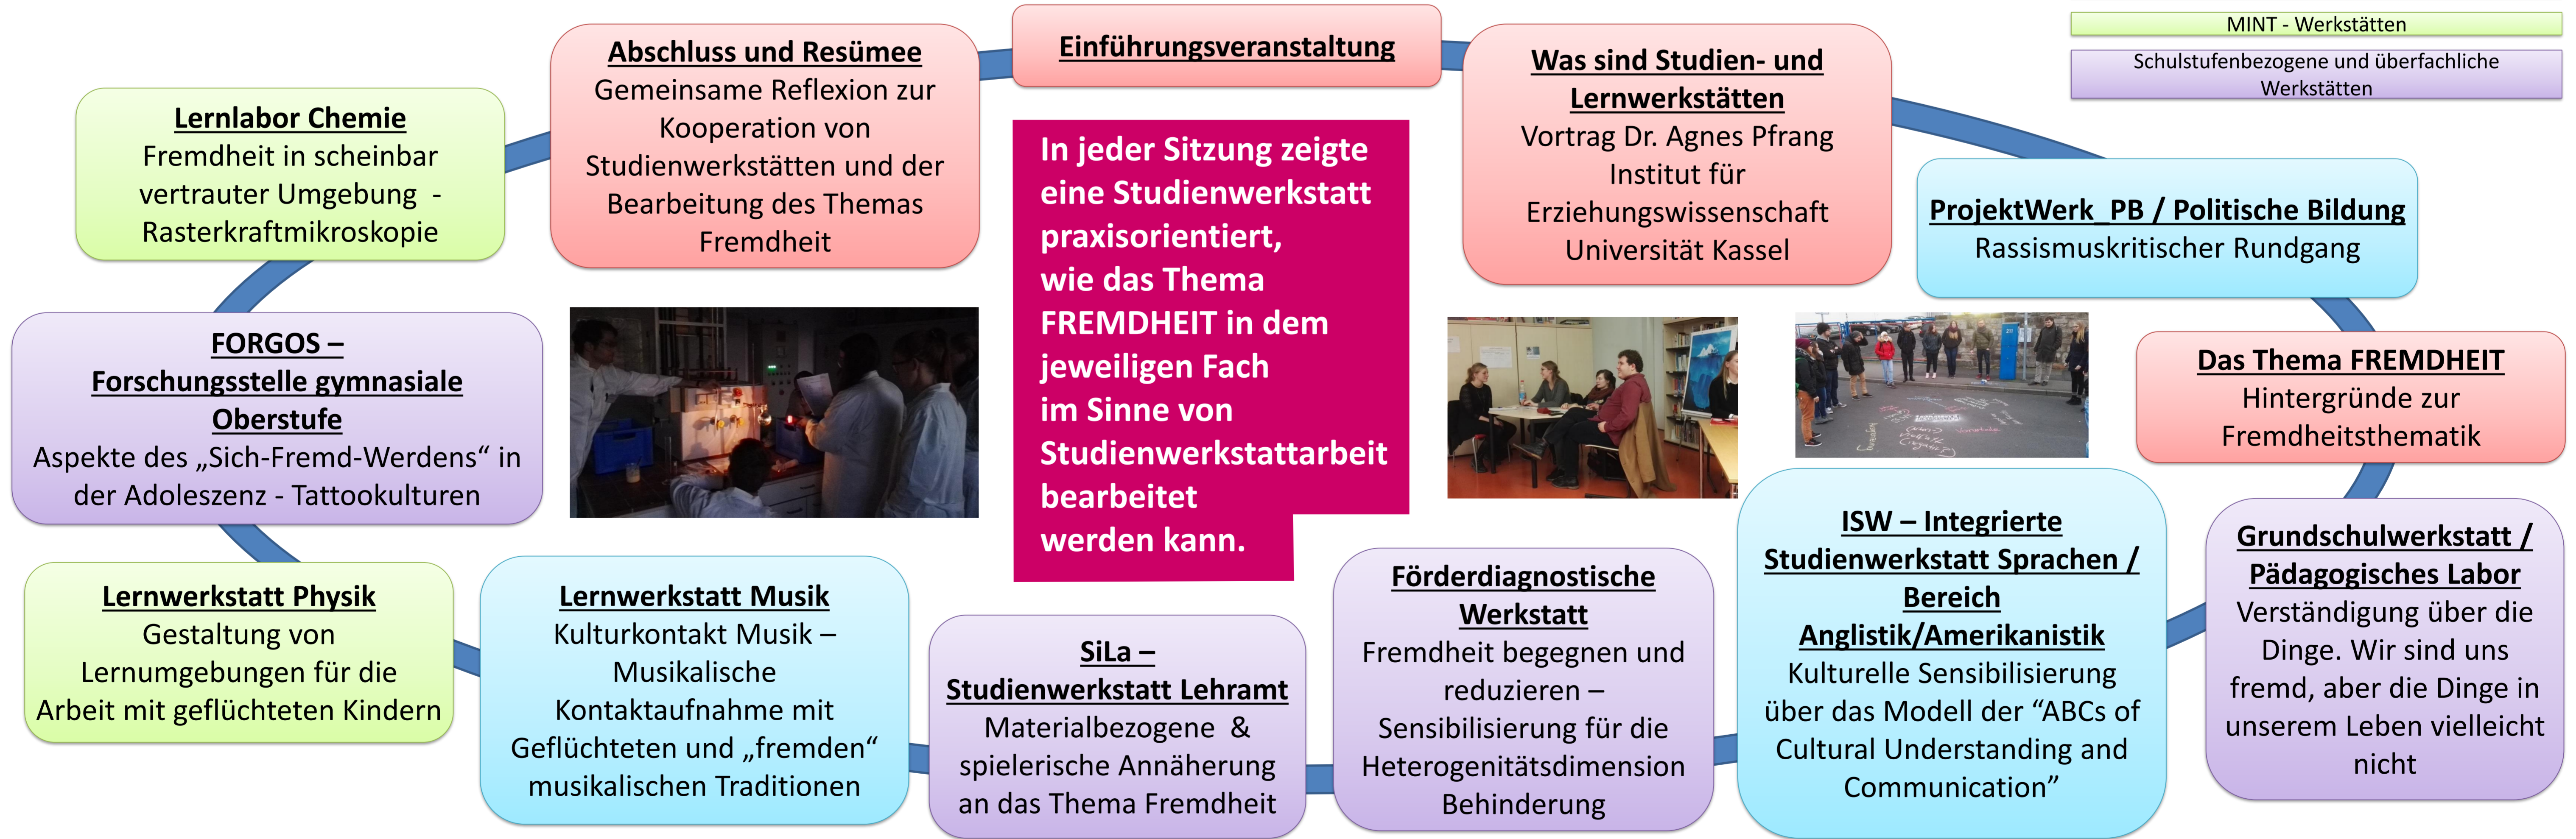 MINT - Werkstätten
Schulstufenbezogene und überfachliche
Werkstätten
Einführungsveranstaltung
Was sind Studien- und
Lernwerkstätten
Vortrag Dr. Agnes Pfrang
Institut für
Erziehungswissenschaft
Universität Kassel
ProjektWerk_PB / Politische Bildung
Rassismuskritischer Rundgang
Das Thema FREMDHEIT
Hintergründe zur
Fremdheitsthematik
Grundschulwerkstatt /
Pädagogisches Labor
Verständigung über die
Dinge. Wir sind uns
fremd, aber die Dinge in
unserem Leben vielleicht
nicht
ISW – Integrierte
Studienwerkstatt Sprachen /
Bereich
Anglistik/Amerikanistik
Kulturelle Sensibilisierung
über das Modell der “ABCs of
Cultural Understanding and
Communication”
Förderdiagnostische
Werkstatt
Fremdheit begegnen und
reduzieren –
Sensibilisierung für die
Heterogenitätsdimension
Behinderung
SiLa –
Studienwerkstatt Lehramt
Materialbezogene &
spielerische Annäherung
an das Thema Fremdheit
Lernwerkstatt Musik
Kulturkontakt Musik –
Musikalische
Kontaktaufnahme mit
Geflüchteten und „fremden“
musikalischen Traditionen
Lernwerkstatt Physik
Gestaltung von
Lernumgebungen für die
Arbeit mit geflüchteten Kindern
FORGOS –
Forschungsstelle gymnasiale
Oberstufe
Aspekte des „Sich-Fremd-Werdens“ in
der Adoleszenz - Tattookulturen
Lernlabor Chemie
Fremdheit in scheinbar
vertrauter Umgebung -
Rasterkraftmikroskopie
Abschluss und Resümee
Gemeinsame Reflexion zur
Kooperation von
Studienwerkstätten und der
Bearbeitung des Themas
Fremdheit
In jeder Sitzung zeigte
eine Studienwerkstatt
praxisorientiert,
wie das Thema
FREMDHEIT in dem
jeweiligen Fach
im Sinne von
Studienwerkstattarbeit
bearbeitet
werden kann.